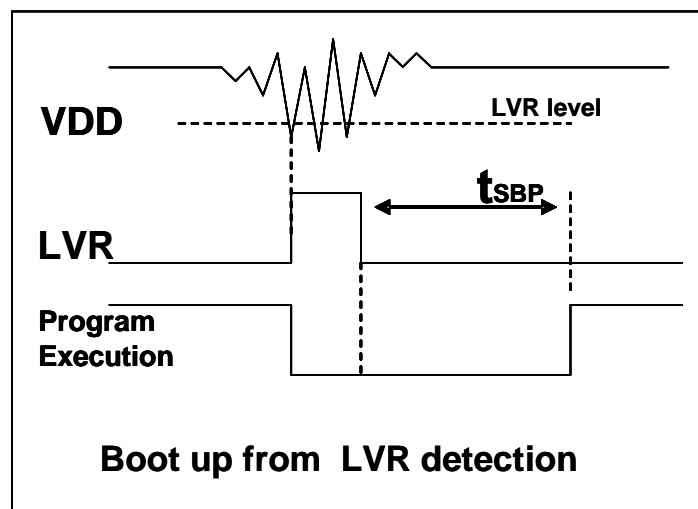 LVR level
VDD
tSBP
LVR
Program
Execution
Boot up from LVR detection